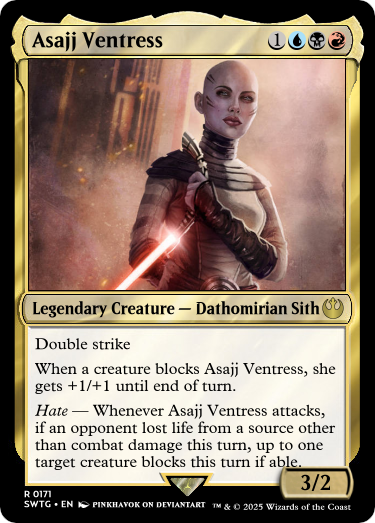 Asajj Ventress 1
Legendary Creature — Dathomirian Sith
Double strike
When a creature blocks Asajj Ventress, she
gets +1/+1 until end of turn.
Hate — Whenever Asajj Ventress attacks,
if an opponent lost life from a source other
than combat damage this turn, up to one
target creature blocks this turn if able.
3/2
R 0171
SWTG • EN PINKHAVOK ON DEVIANTART ™ & © 2025 Wizards of the Coast